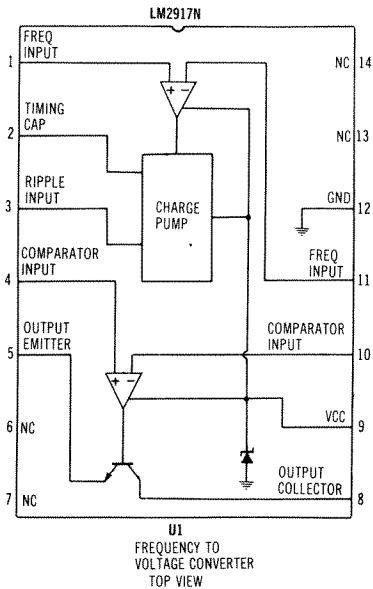 LM2917N
FREQ
INPUT
1
NC 14
+ −
TIMING
CAP
2
NC 13
RIPPLE
INPUT
3
CHARGE
PUMP
GND
12
COMPARATOR
INPUT
4
FREQ
INPUT
11
OUTPUT
EMITTER
5
COMPARATOR
INPUT
10
+ −
6 NC
VCC
9
OUTPUT
COLLECTOR
7 NC
8
U1
FREQUENCY TO
VOLTAGE CONVERTER
TOP VIEW